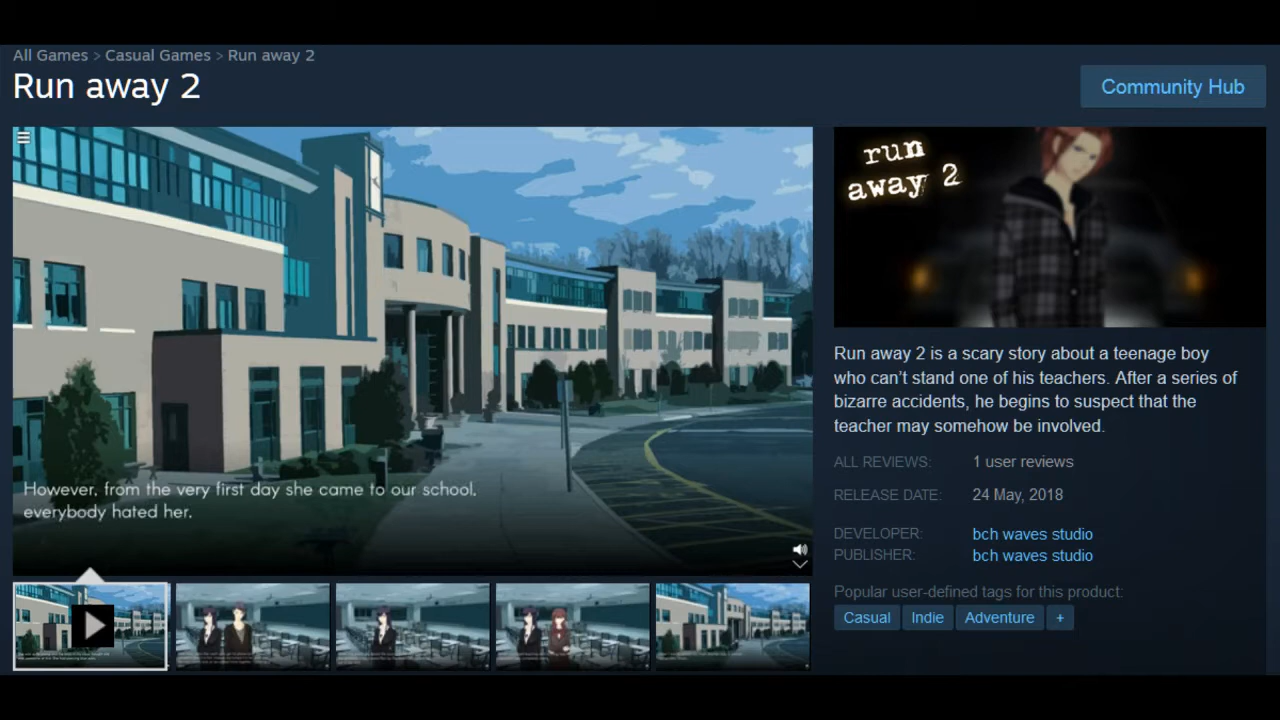 All Games > Casual Games > Run away 2
Run away 2
Community Hub
However, from the very first day she came to our school,
everybody hated her.
run
away 2
Run away 2 is a scary story about a teenage boy
who can't stand one of his teachers. After a series of
bizarre accidents, he begins to suspect that the
teacher may somehow be involved.
ALL REVIEWS: 1 user reviews
RELEASE DATE: 24 May, 2018
DEVELOPER: bch waves studio
PUBLISHER: bch waves studio
Popular user-defined tags for this product:
Casual Indie Adventure +